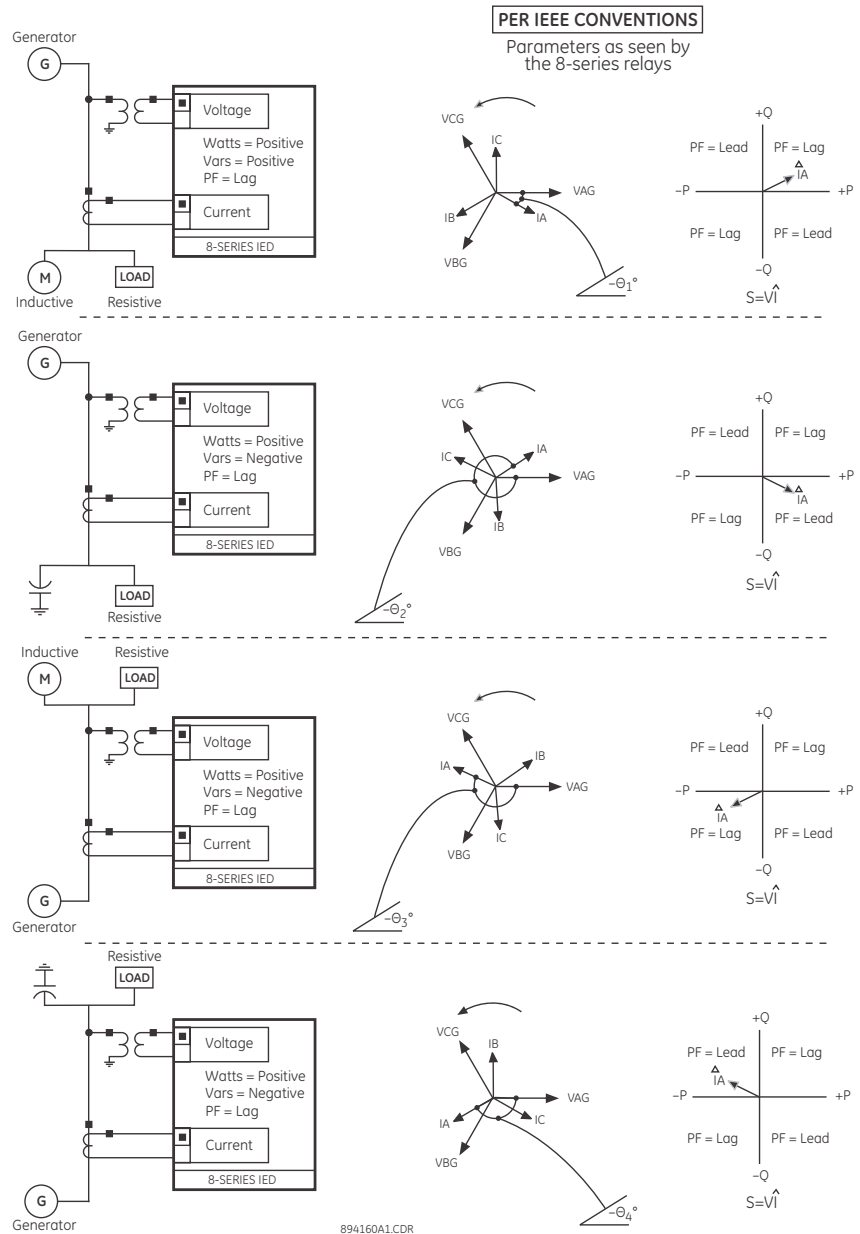 PER IEEE CONVENTIONS
Parameters as seen by
the 8-series relays
Generator
G
Voltage
Watts = Positive
Vars = Positive
PF = Lag
Current
8-SERIES IED
M
LOAD
Inductive
Resistive
VCG
IC
VAG
IB
IA
VBG
–Θ1°
+Q
PF = Lead
PF = Lag
IA
–P
+P
PF = Lag
PF = Lead
–Q
S=VÎ
Generator
G
Voltage
Watts = Positive
Vars = Negative
PF = Lag
Current
8-SERIES IED
LOAD
Resistive
VCG
IA
IC
VAG
IB
VBG
–Θ2°
+Q
PF = Lead
PF = Lag
–P
+P
IA
PF = Lag
PF = Lead
–Q
S=VÎ
Inductive
Resistive
M
LOAD
Voltage
Watts = Positive
Vars = Negative
PF = Lag
Current
8-SERIES IED
G
Generator
VCG
IB
IA
VAG
IC
VBG
–Θ3°
+Q
PF = Lead
PF = Lag
–P
+P
IA
PF = Lag
PF = Lead
–Q
S=VÎ
Resistive
LOAD
Voltage
Watts = Positive
Vars = Negative
PF = Lag
Current
8-SERIES IED
G
Generator
VCG
IB
VAG
IA
IC
VBG
–Θ4°
+Q
PF = Lead
PF = Lag
IA
–P
+P
PF = Lag
PF = Lead
–Q
S=VÎ
894160A1.CDR